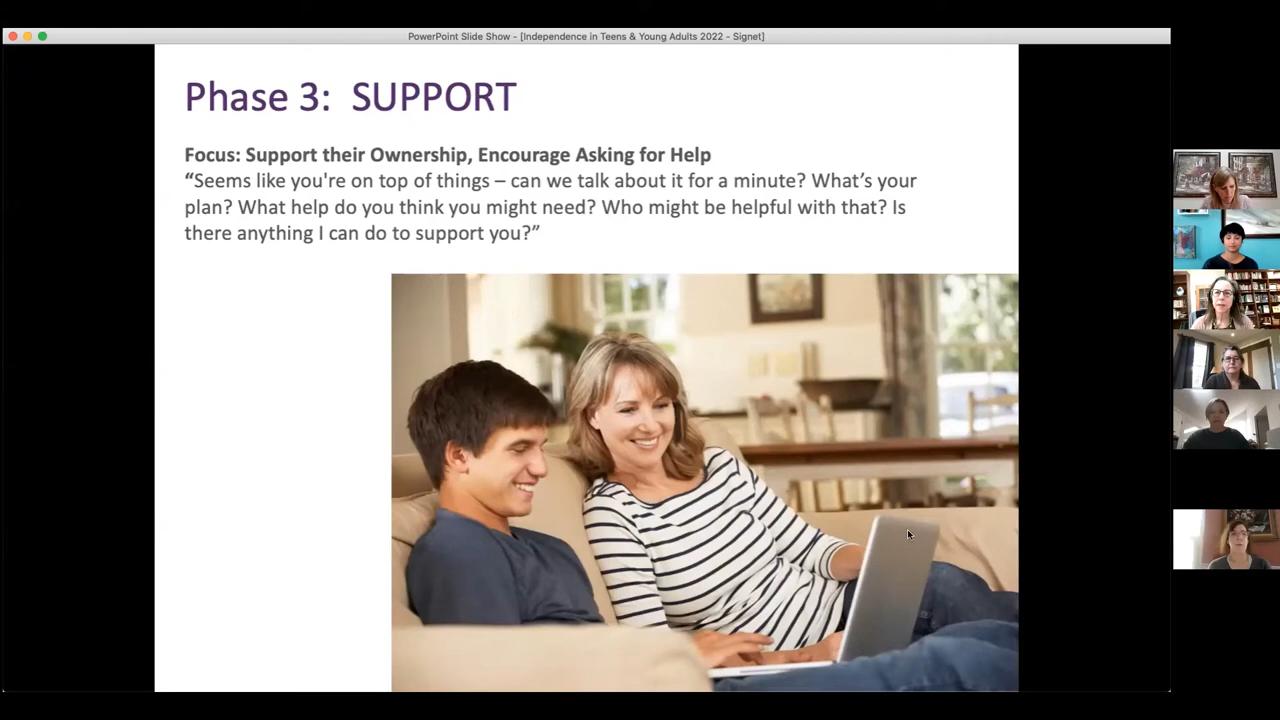 PowerPoint Slide Show - [Independence in Teens & Young Adults 2022 - Signet]
Phase 3:  SUPPORT
Focus: Support their Ownership, Encourage Asking for Help
“Seems like you're on top of things – can we talk about it for a minute? What’s your
plan? What help do you think you might need? Who might be helpful with that? Is
there anything I can do to support you?”